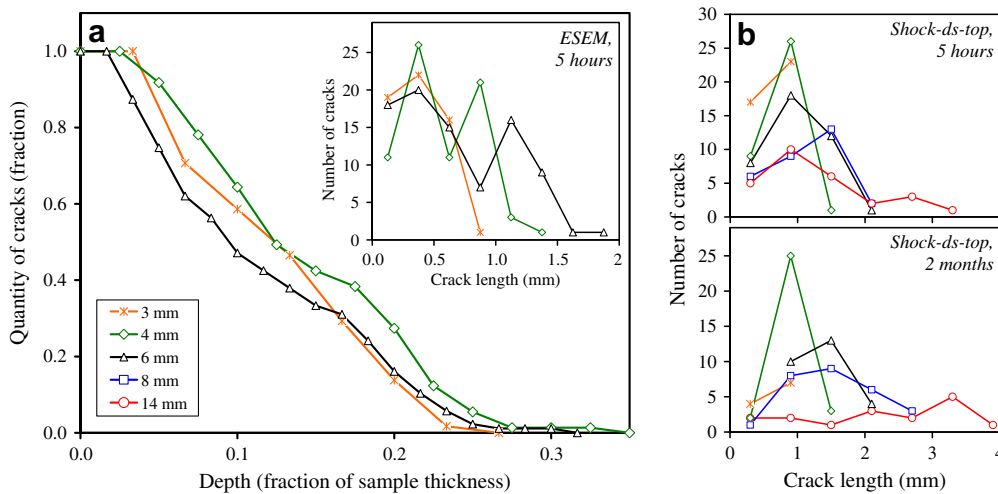 a
Quantity of cracks (fraction)
1.0
0.8
0.6
0.4
0.2
0.0
0.0
0.1
0.2
0.3
Depth (fraction of sample thickness)
3 mm
4 mm
6 mm
8 mm
14 mm
ESEM,
5 hours
Number of cracks
25
20
15
10
5
0
0.0
0.5
1.0
1.5
2
Crack length (mm)
b
Shock-ds-top,
5 hours
30
25
20
15
10
5
0
Number of cracks
Shock-ds-top,
2 months
25
20
15
10
5
0
0
1
2
3
4
Crack length (mm)